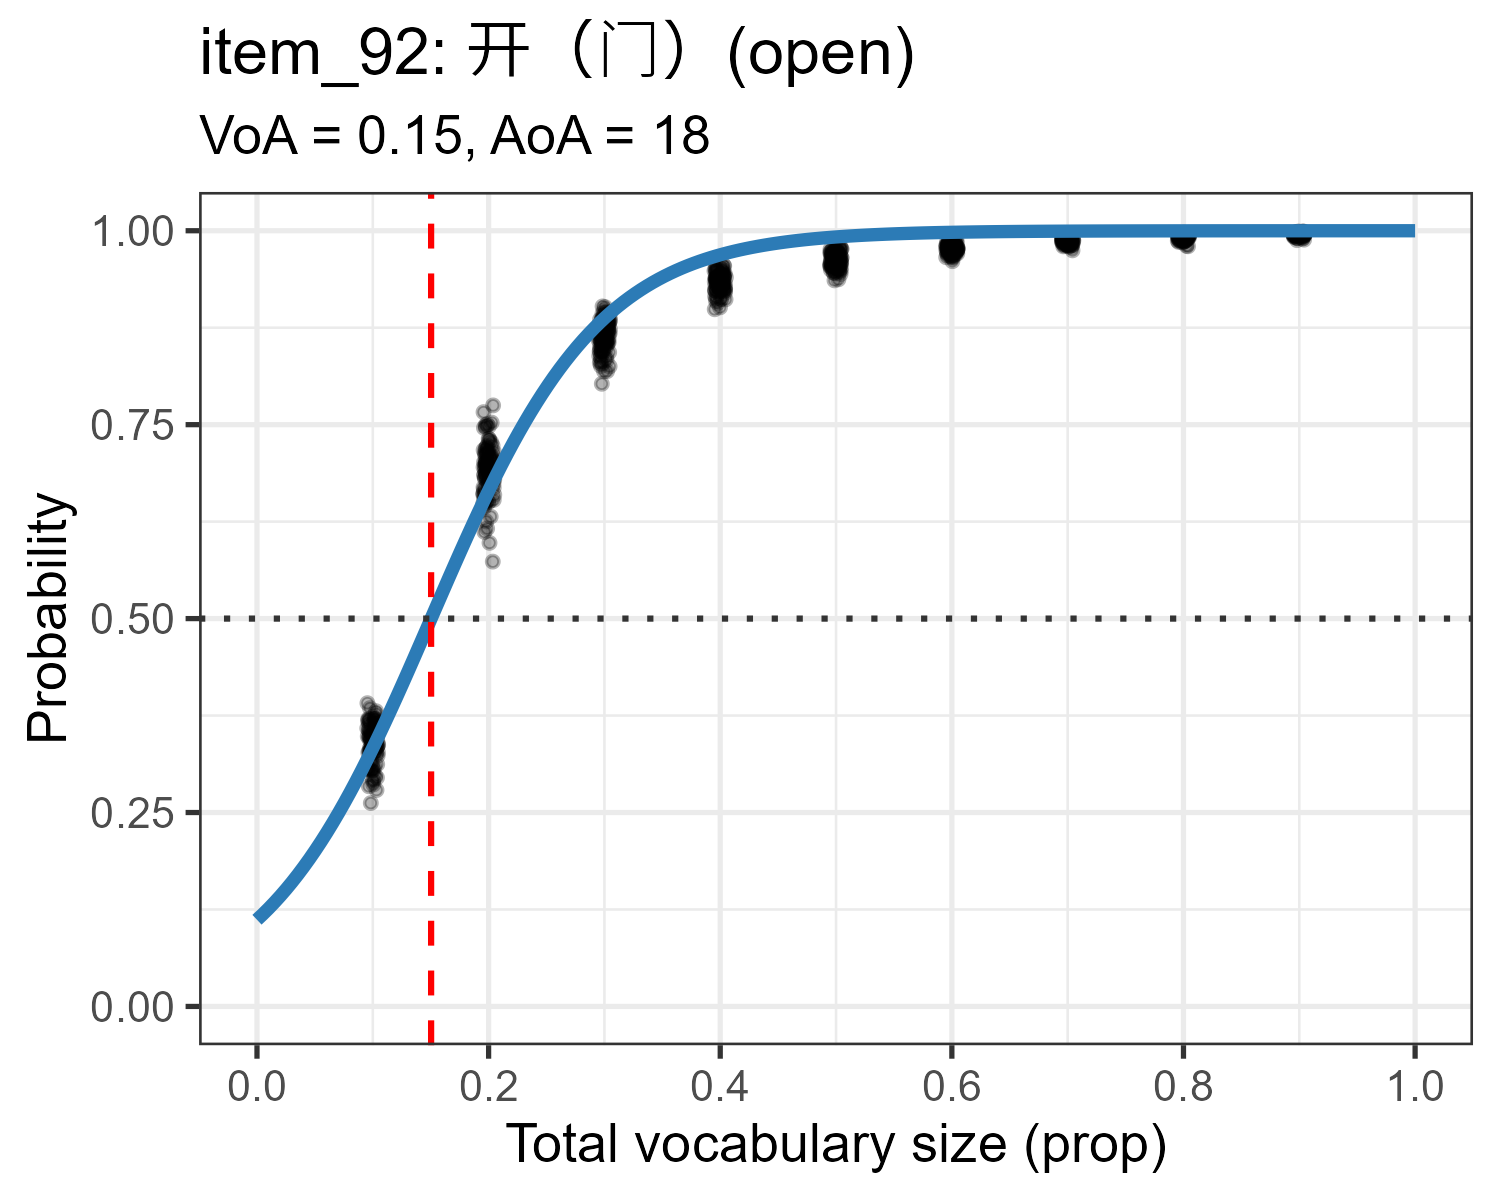 item_92: 开（门） (open)
VoA = 0.15, AoA = 18
1.00
0.75
0.50
0.25
0.00
Probability
0.0 0.2 0.4 0.6 0.8 1.0
Total vocabulary size (prop)